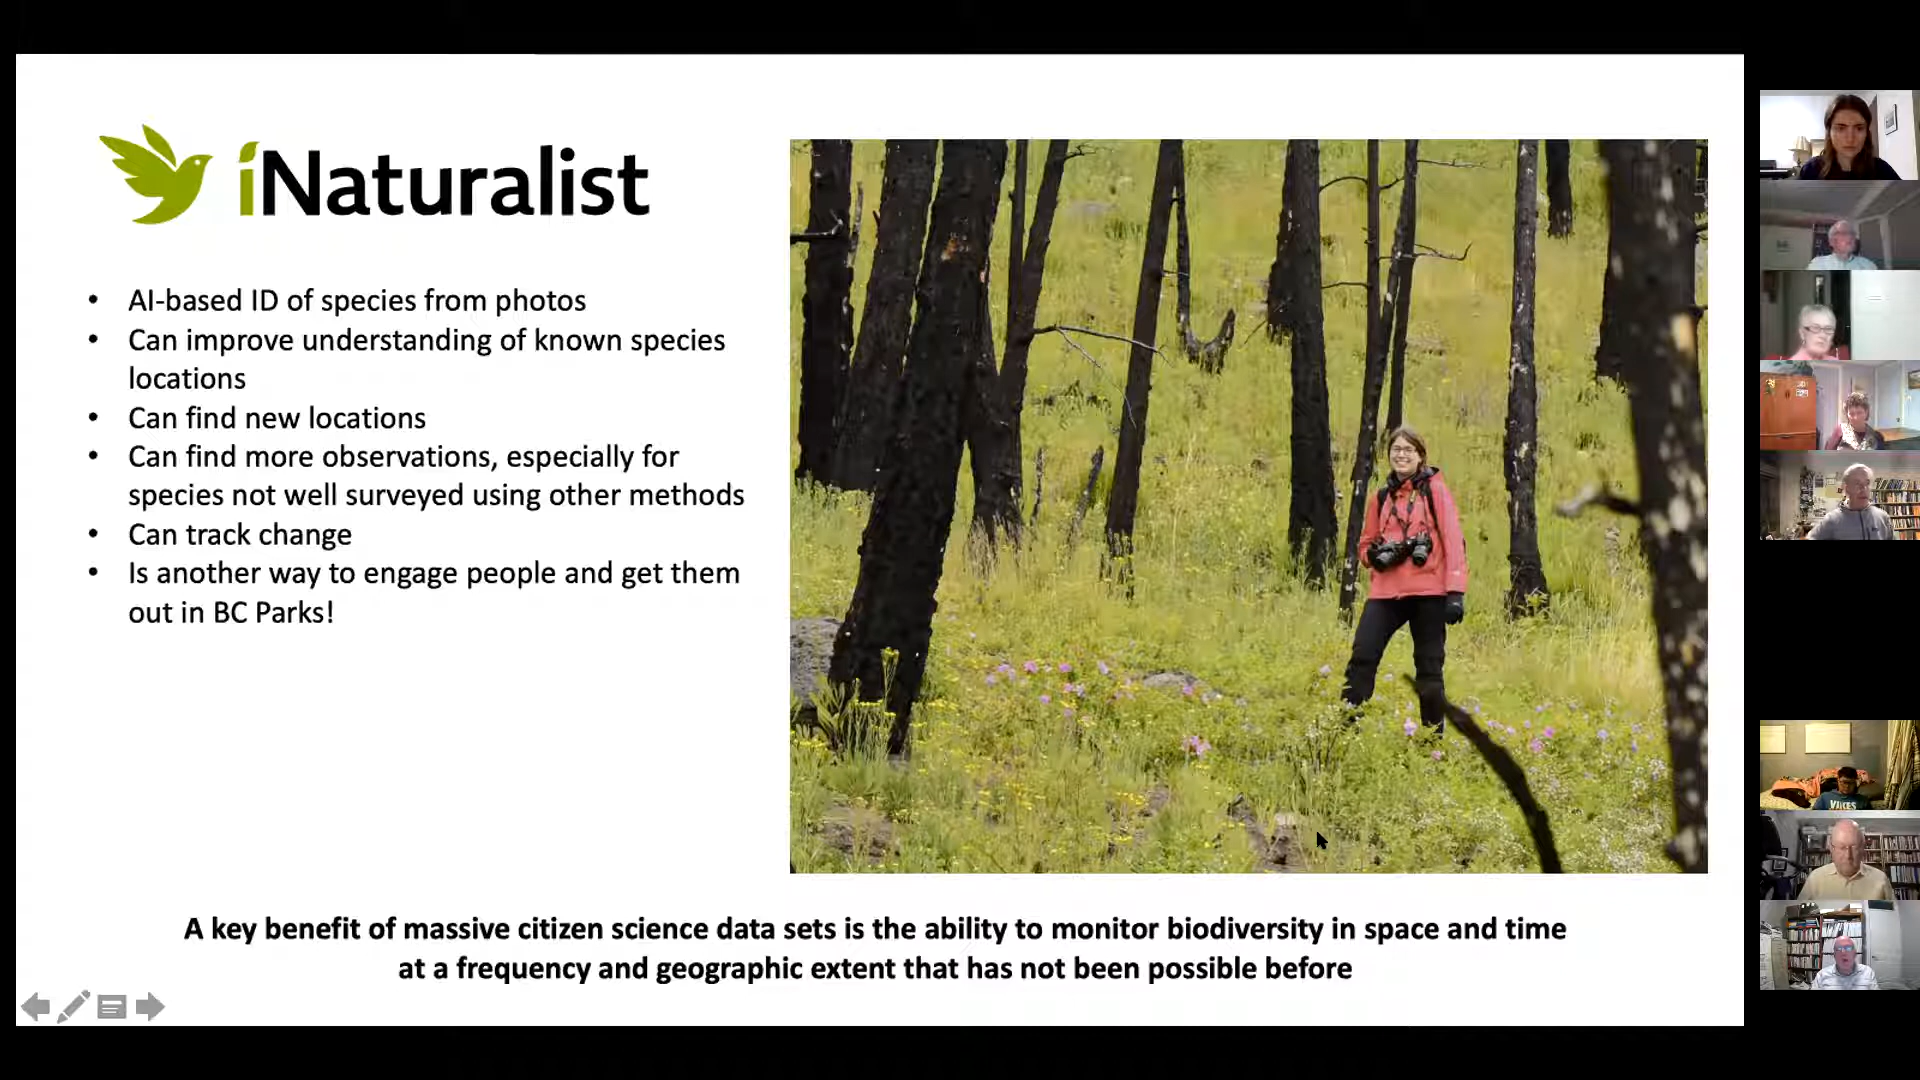 iNaturalist
• AI-based ID of species from photos
• Can improve understanding of known species
locations
• Can find new locations
• Can find more observations, especially for
species not well surveyed using other methods
• Can track change
• Is another way to engage people and get them
out in BC Parks!
A key benefit of massive citizen science data sets is the ability to monitor biodiversity in space and time
at a frequency and geographic extent that has not been possible before
VIKES